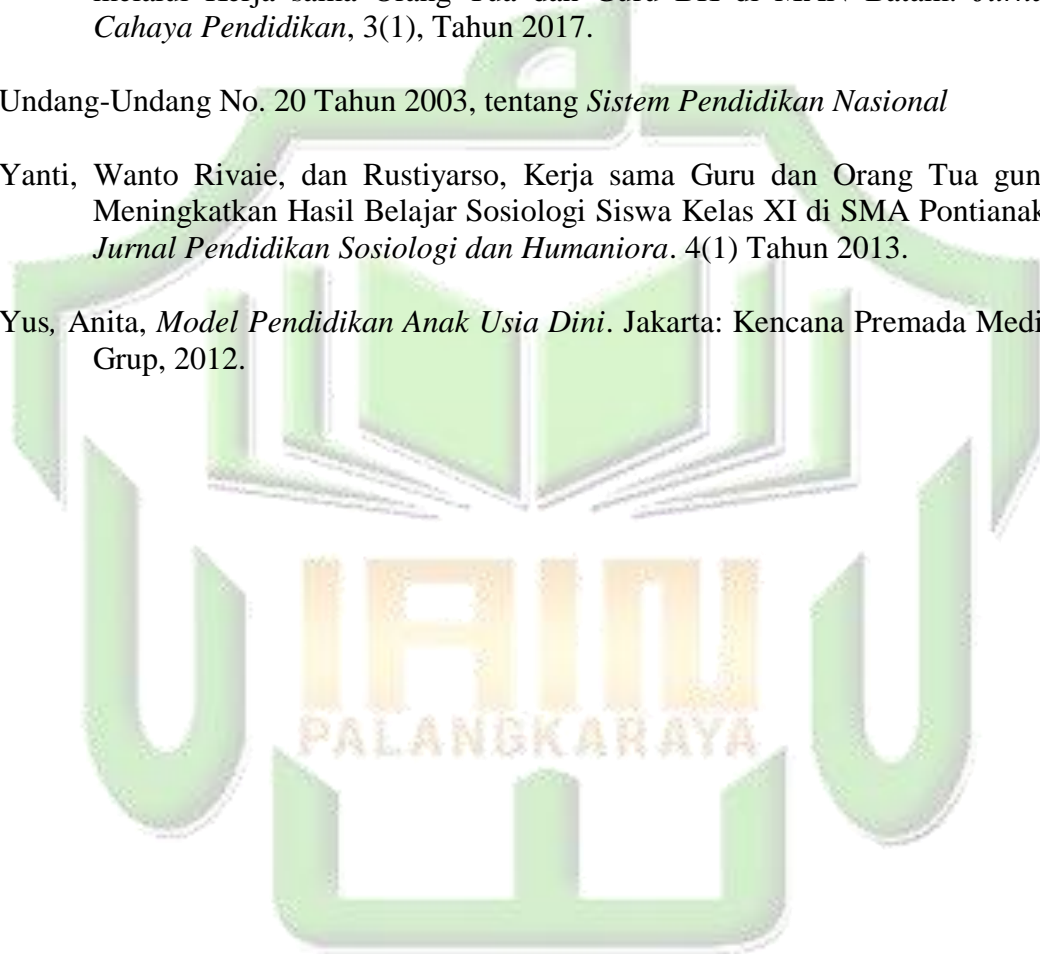 Cahaya Pendidikan, 3(1), Tahun 2017.
Undang-Undang No. 20 Tahun 2003, tentang Sistem Pendidikan Nasional
Yanti, Wanto Rivaie, dan Rustiyarso, Kerja sama Guru dan Orang Tua gun
Meningkatkan Hasil Belajar Sosiologi Siswa Kelas XI di SMA Pontianak
Jurnal Pendidikan Sosiologi dan Humaniora. 4(1) Tahun 2013.
Yus, Anita, Model Pendidikan Anak Usia Dini. Jakarta: Kencana Premada Medi
Grup, 2012.
IAIN
PALANGKARAYA